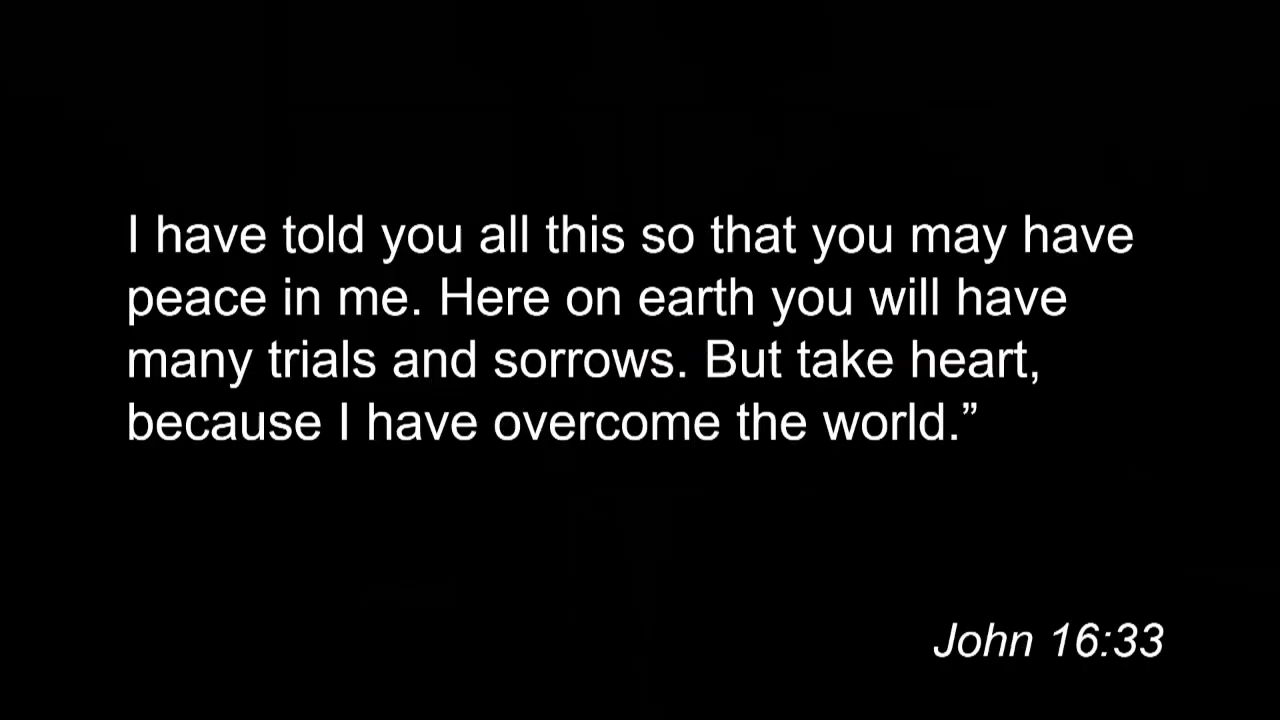 I have told you all this so that you may have
peace in me. Here on earth you will have
many trials and sorrows. But take heart,
because I have overcome the world.”
John 16:33